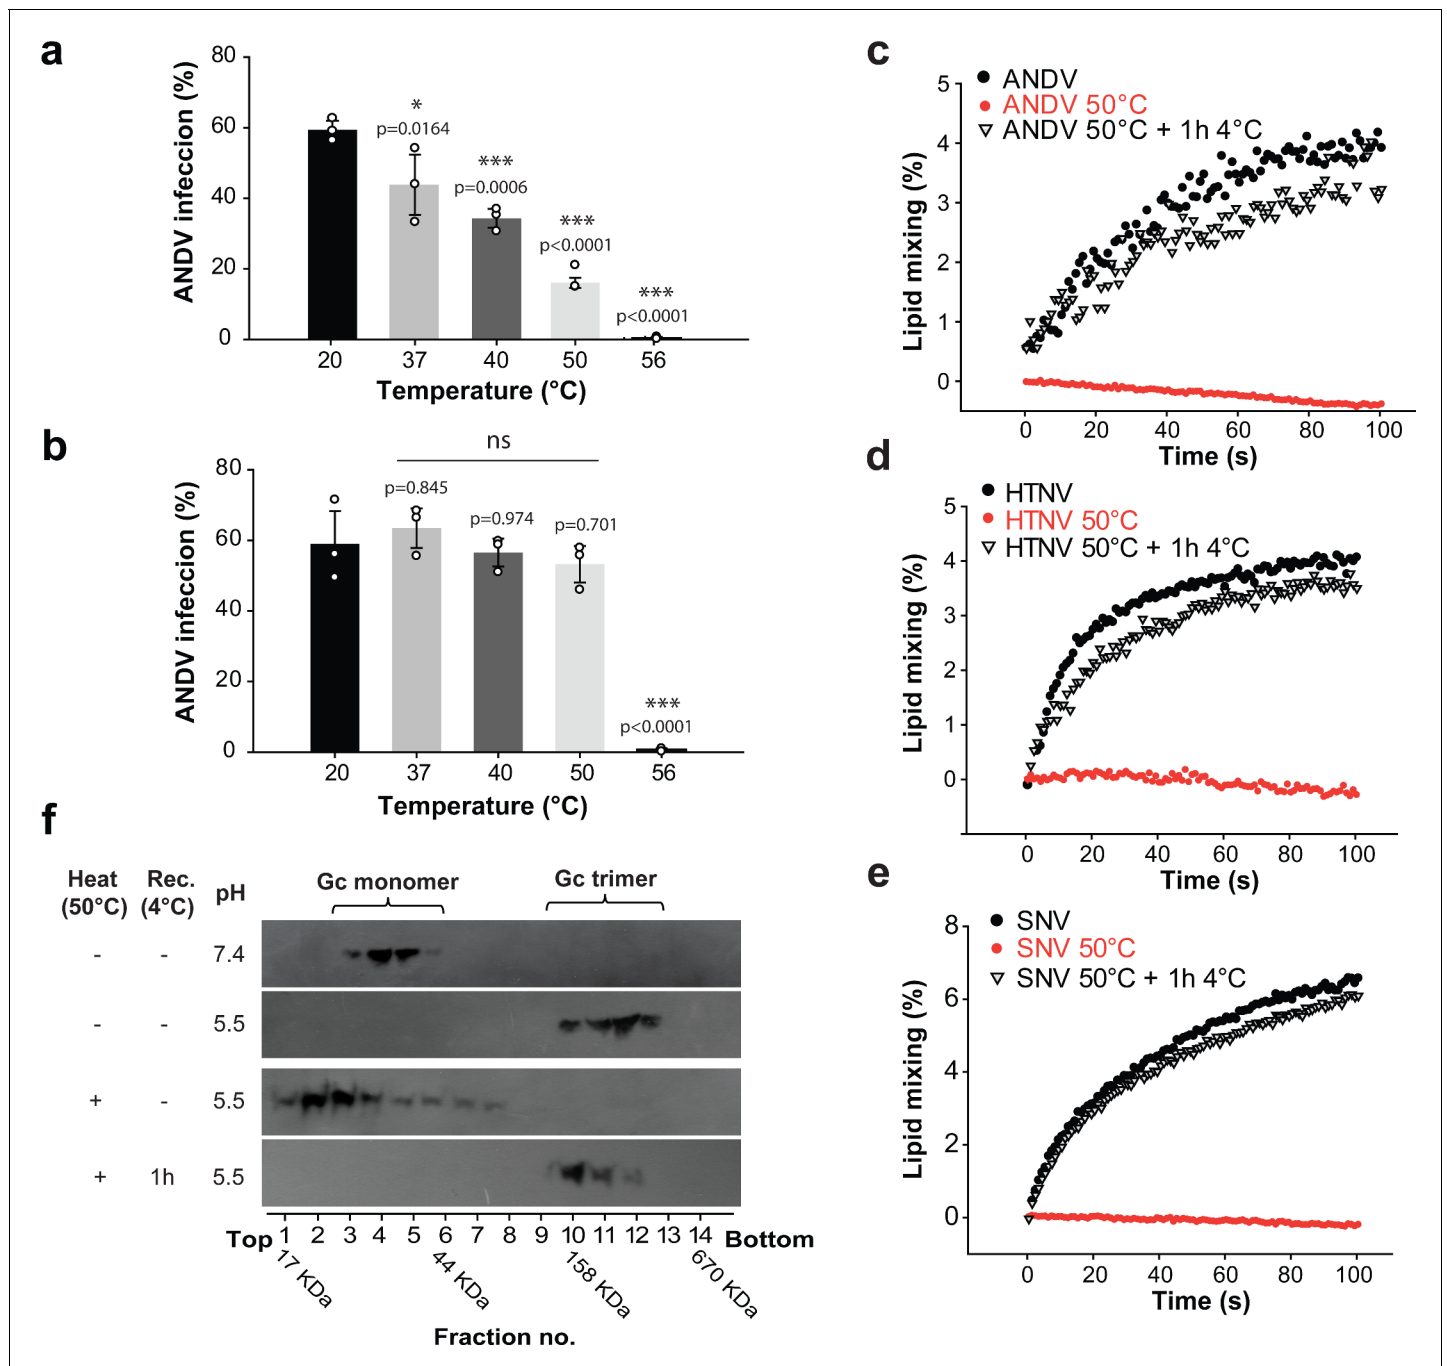 a
80
60
40
20
0
ANDV infeccion (%)
*
p=0.0164
***
p=0.0006
***
p<0.0001
***
p<0.0001
20 37 40 50 56
Temperature (°C)
b
ns
80
60
40
20
0
ANDV infeccion (%)
p=0.845
p=0.974
p=0.701
***
p<0.0001
20 37 40 50 56
Temperature (°C)
c
ANDV
ANDV 50°C
ANDV 50°C + 1h 4°C
5
4
3
2
1
0
Lipid mixing (%)
0 20 40 60 80 100
Time (s)
d
HTNV
HTNV 50°C
HTNV 50°C + 1h 4°C
5
4
3
2
1
0
Lipid mixing (%)
0 20 40 60 80 100
Time (s)
e
SNV
SNV 50°C
SNV 50°C + 1h 4°C
8
6
4
2
0
Lipid mixing (%)
0 20 40 60 80 100
Time (s)
f
Heat (50°C)
Rec. (4°C)
pH
Gc monomer
Gc trimer
- - 7.4
- - 5.5
+ - 5.5
+ 1h 5.5
Top 1 2 3 4 5 6 7 8 9 10 11 12 13 14 Bottom
17 KDa
44 KDa
158 KDa
670 KDa
Fraction no.